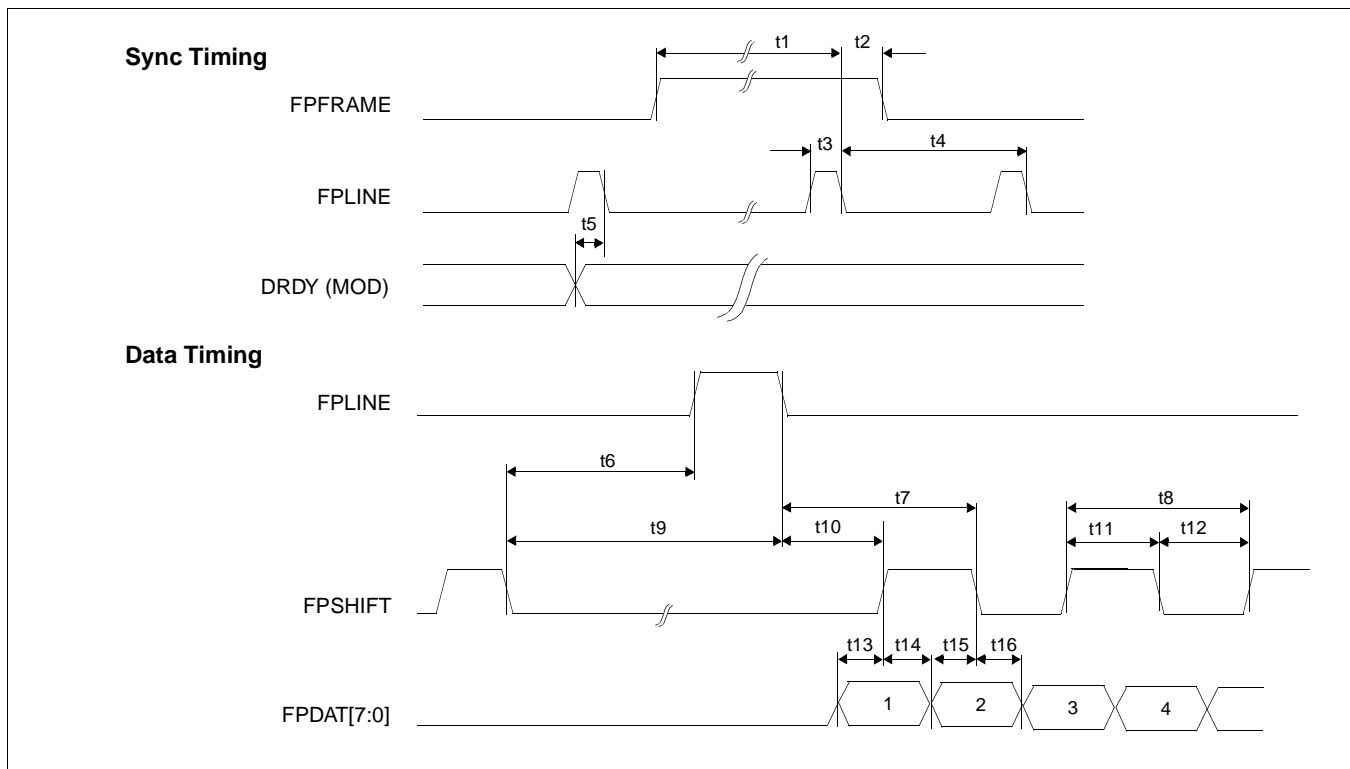 Sync Timing
t1
t2
FPFRAME
t3
t4
FPLINE
t5
DRDY (MOD)
Data Timing
FPLINE
t6
t7
t8
t9
t10
t11
t12
FPSHIFT
t13
t14
t15
t16
FPDAT[7:0]
1
2
3
4